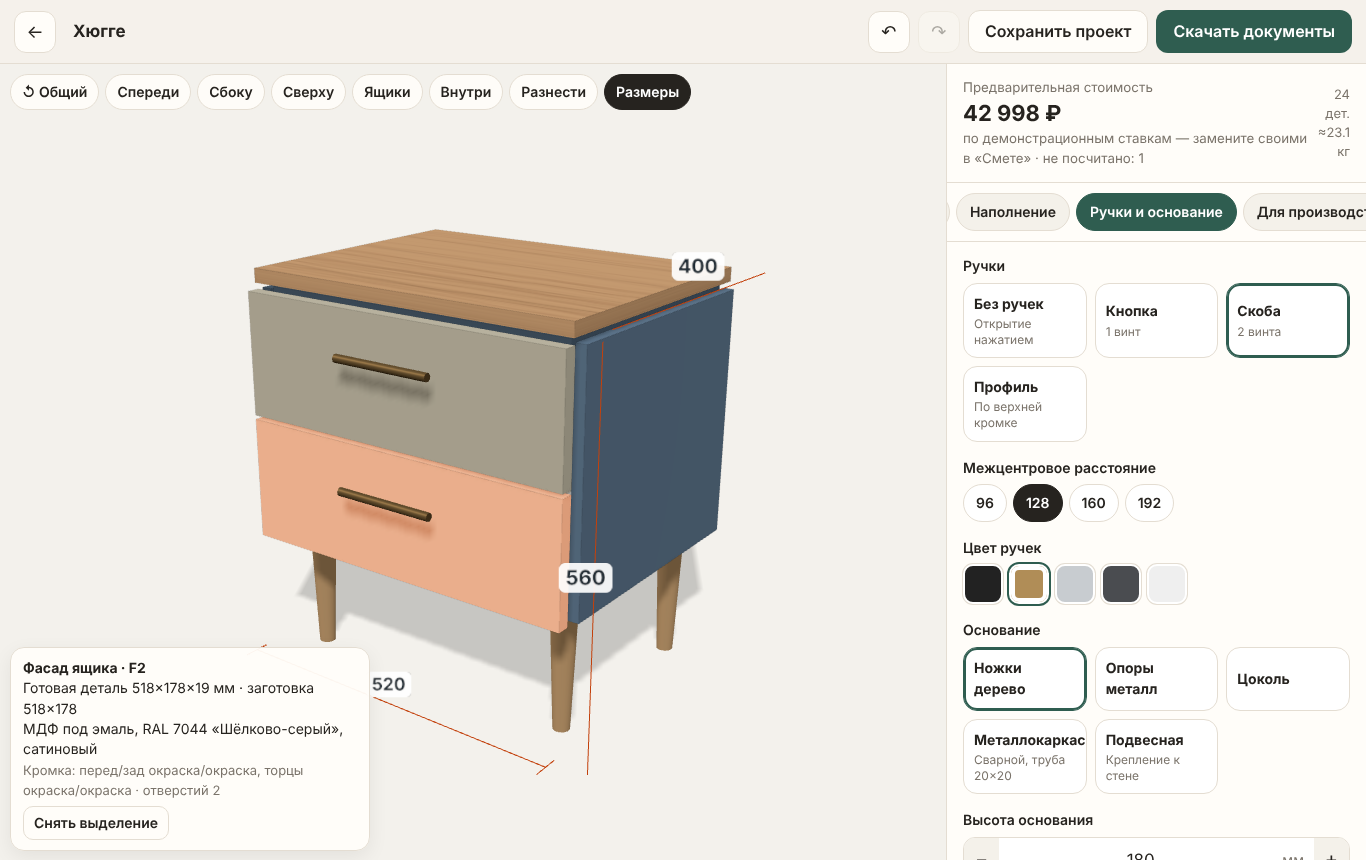 ← Хюгге
↶ ↷ Сохранить проект Скачать документы
Общий Спереди Сбоку Сверху Ящики Внутри Разнести Размеры
400
560
520
Фасад ящика · F2
Готовая деталь 518×178×19 мм · заготовка
518×178
МДФ под эмаль, RAL 7044 «Шёлково-серый»,
сатиновый
Кромка: перед/зад окраска/окраска, торцы
окраска/окраска · отверстий 2
Снять выделение
Предварительная стоимость
42 998 ₽
по демонстрационным ставкам — замените своими
в «Смете» · не посчитано: 1
24
дет.
≈23.1
кг
Наполнение Ручки и основание Для производст
Ручки
Без ручек
Открытие
нажатием
Кнопка
1 винт
Скоба
2 винта
Профиль
По верхней
кромке
Межцентровое расстояние
96 128 160 192
Цвет ручек
Основание
Ножки
дерево
Опоры
металл
Цоколь
Металлокаркас
Сварной, труба
20×20
Подвесная
Крепление к
стене
Высота основания
− 180 мм +